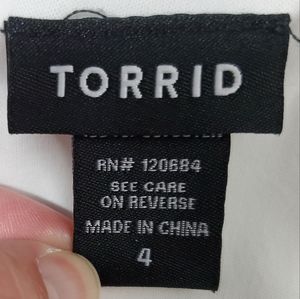 TORRID
RN# 120684
SEE CARE
ON REVERSE
MADE IN CHINA
4